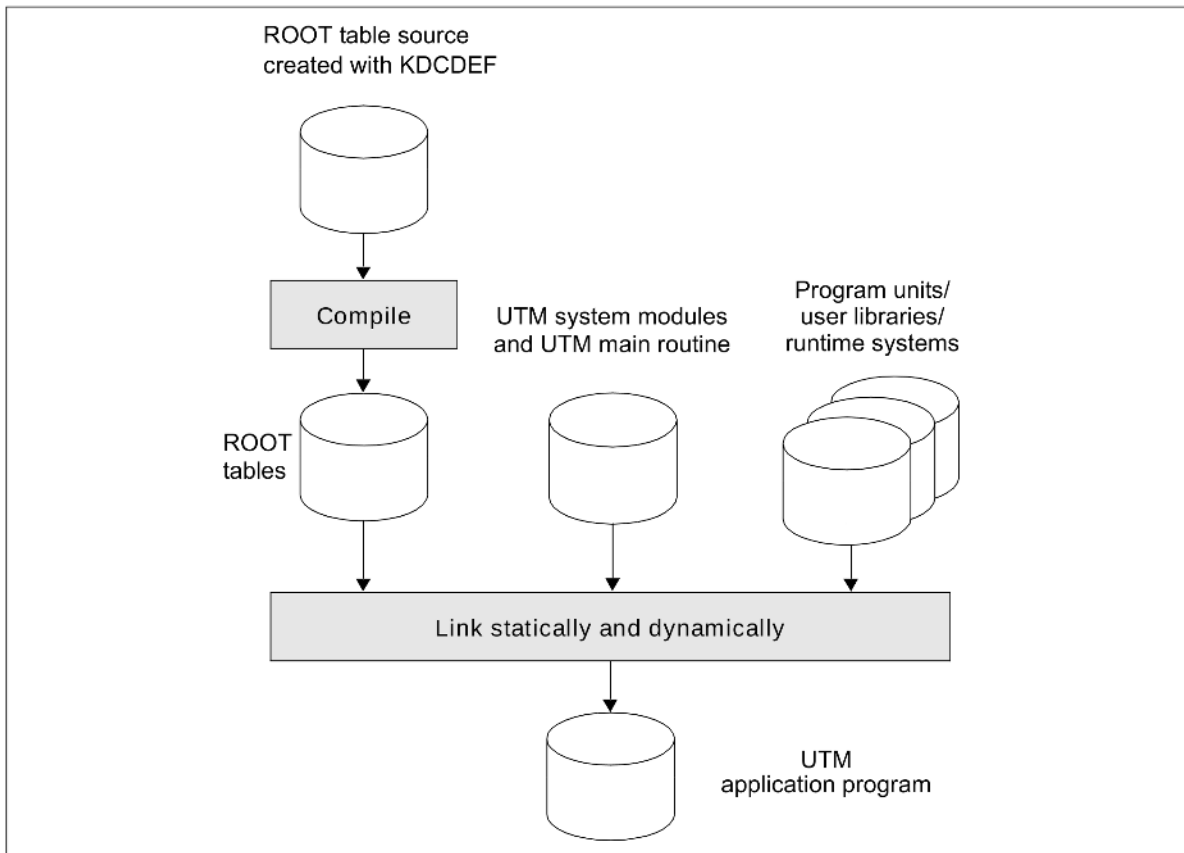 ROOT table source
created with KDCDEF
Compile
UTM system modules
and UTM main routine
Program units/
user libraries/
runtime systems
ROOT
tables
Link statically and dynamically
UTM
application program